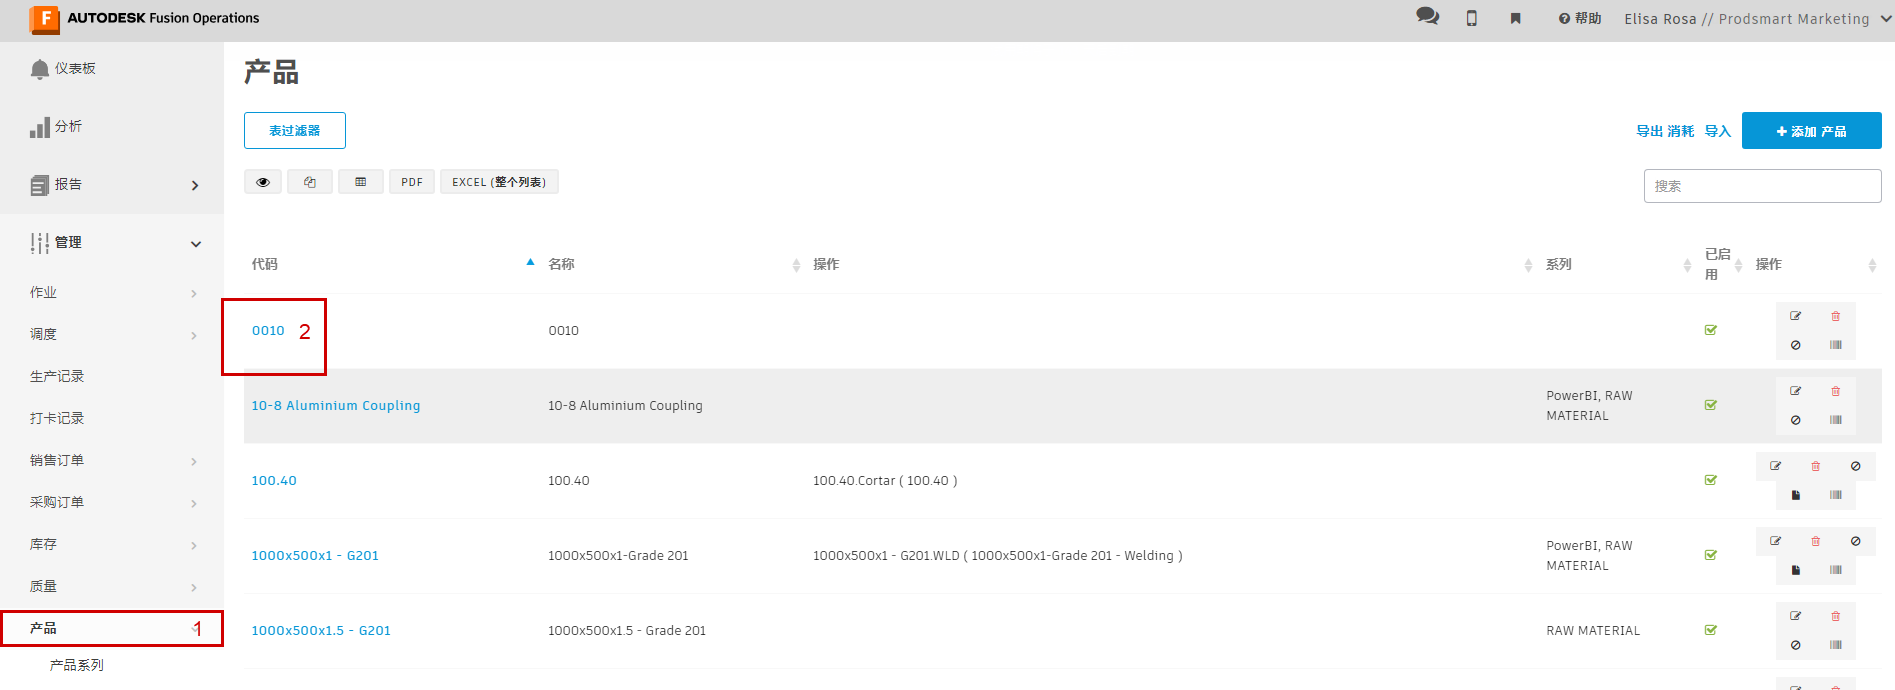 AUTODESK Fusion Operations
帮助
Elisa Rosa // Prodsmart Marketing
仪表板
分析
报告
管理
作业
调度
生产记录
打卡记录
销售订单
采购订单
库存
质量
产品 1
产品系列
产品
表过滤器
导出 消耗 导入
+ 添加 产品
PDF
EXCEL (整个列表)
搜索
代码 名称 操作 系列 已启用 操作
0010 2 0010
10-8 Aluminium Coupling 10-8 Aluminium Coupling PowerBI, RAW MATERIAL
100.40 100.40 100.40.Cortar ( 100.40 )
1000x500x1 - G201 1000x500x1-Grade 201 1000x500x1 - G201.WLD ( 1000x500x1-Grade 201 - Welding ) PowerBI, RAW MATERIAL
1000x500x1.5 - G201 1000x500x1.5 - Grade 201 RAW MATERIAL